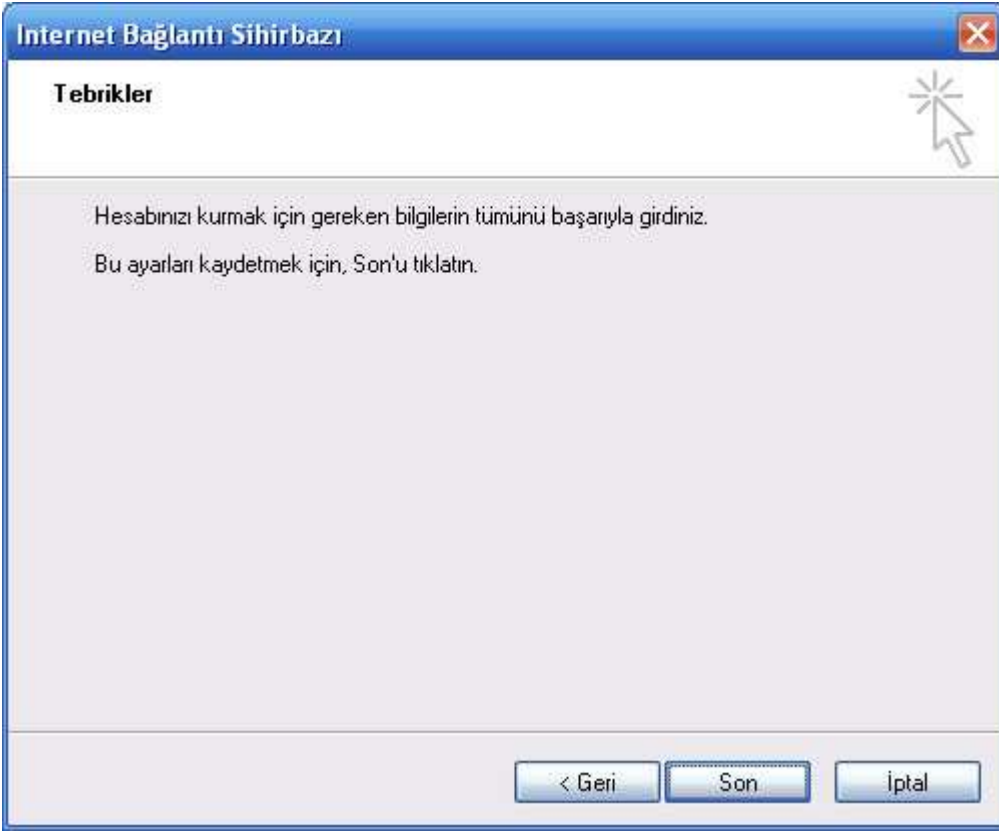 Internet Bağlantı Sihirbazı
Tebrikler
Hesabınızı kurmak için gereken bilgilerin tümünü başarıyla girdiniz.
Bu ayarları kaydetmek için, Son'u tıklatın.
< Geri
Son
İptal